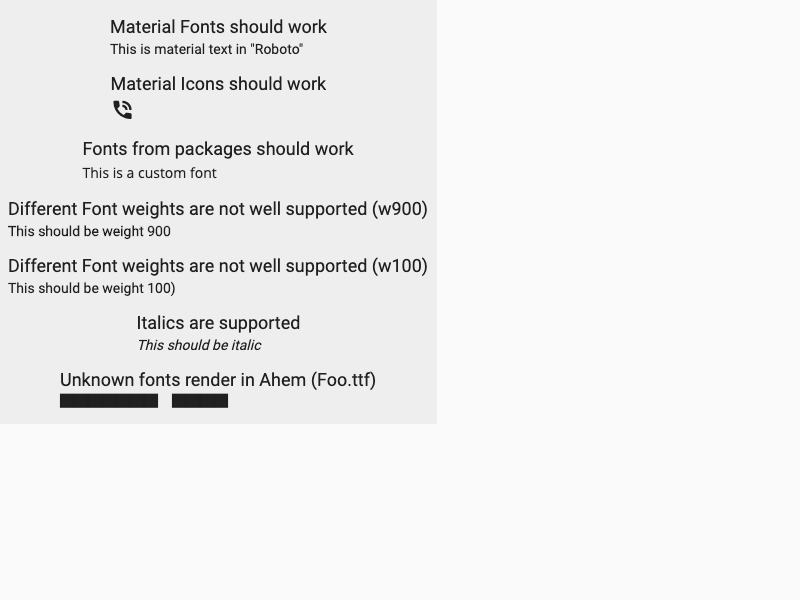 Material Fonts should work
This is material text in "Roboto"
Material Icons should work
Fonts from packages should work
This is a custom font
Different Font weights are not well supported (w900)
This should be weight 900
Different Font weights are not well supported (w100)
This should be weight 100)
Italics are supported
This should be italic
Unknown fonts render in Ahem (Foo.ttf)